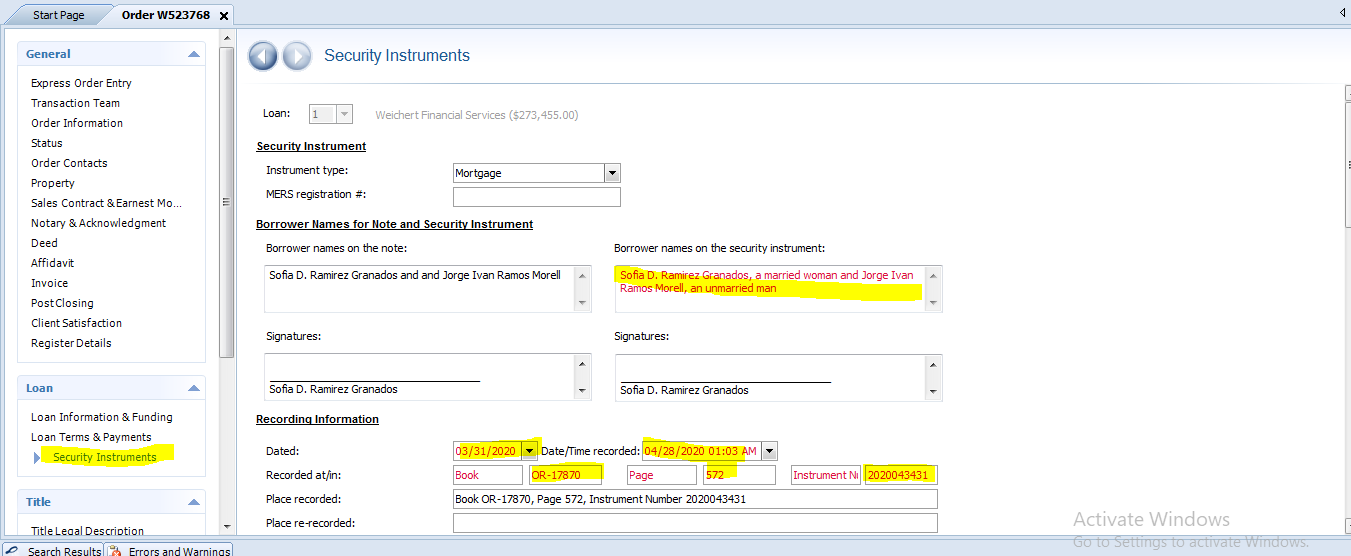 Start Page
Order W523768
General
Express Order Entry
Transaction Team
Order Information
Status
Order Contacts
Property
Sales Contract & Earnest Mo...
Notary & Acknowledgment
Deed
Affidavit
Invoice
Post Closing
Client Satisfaction
Register Details
Loan
Loan Information & Funding
Loan Terms & Payments
Security Instruments
Title
Title Legal Description
Security Instruments
Loan: 1 Weichert Financial Services ($273,455.00)
Security Instrument
Instrument type: Mortgage
MERS registration #:
Borrower Names for Note and Security Instrument
Borrower names on the note:
Sofia D. Ramirez Granados and and Jorge Ivan Ramos Morell
Borrower names on the security instrument:
Sofia D. Ramirez Granados, a married woman and Jorge Ivan
Ramos Morell, an unmarried man
Signatures:
Sofia D. Ramirez Granados
Signatures:
Sofia D. Ramirez Granados
Recording Information
Dated: 03/31/2020 Date/Time recorded: 04/28/2020 01:03 AM
Recorded at/in: Book OR-17870 Page 572 Instrument Nu 2020043431
Place recorded: Book OR-17870, Page 572, Instrument Number 2020043431
Place re-recorded:
Activate Windows
Go to Settings to activate Windows.
Search Results
Errors and Warnings